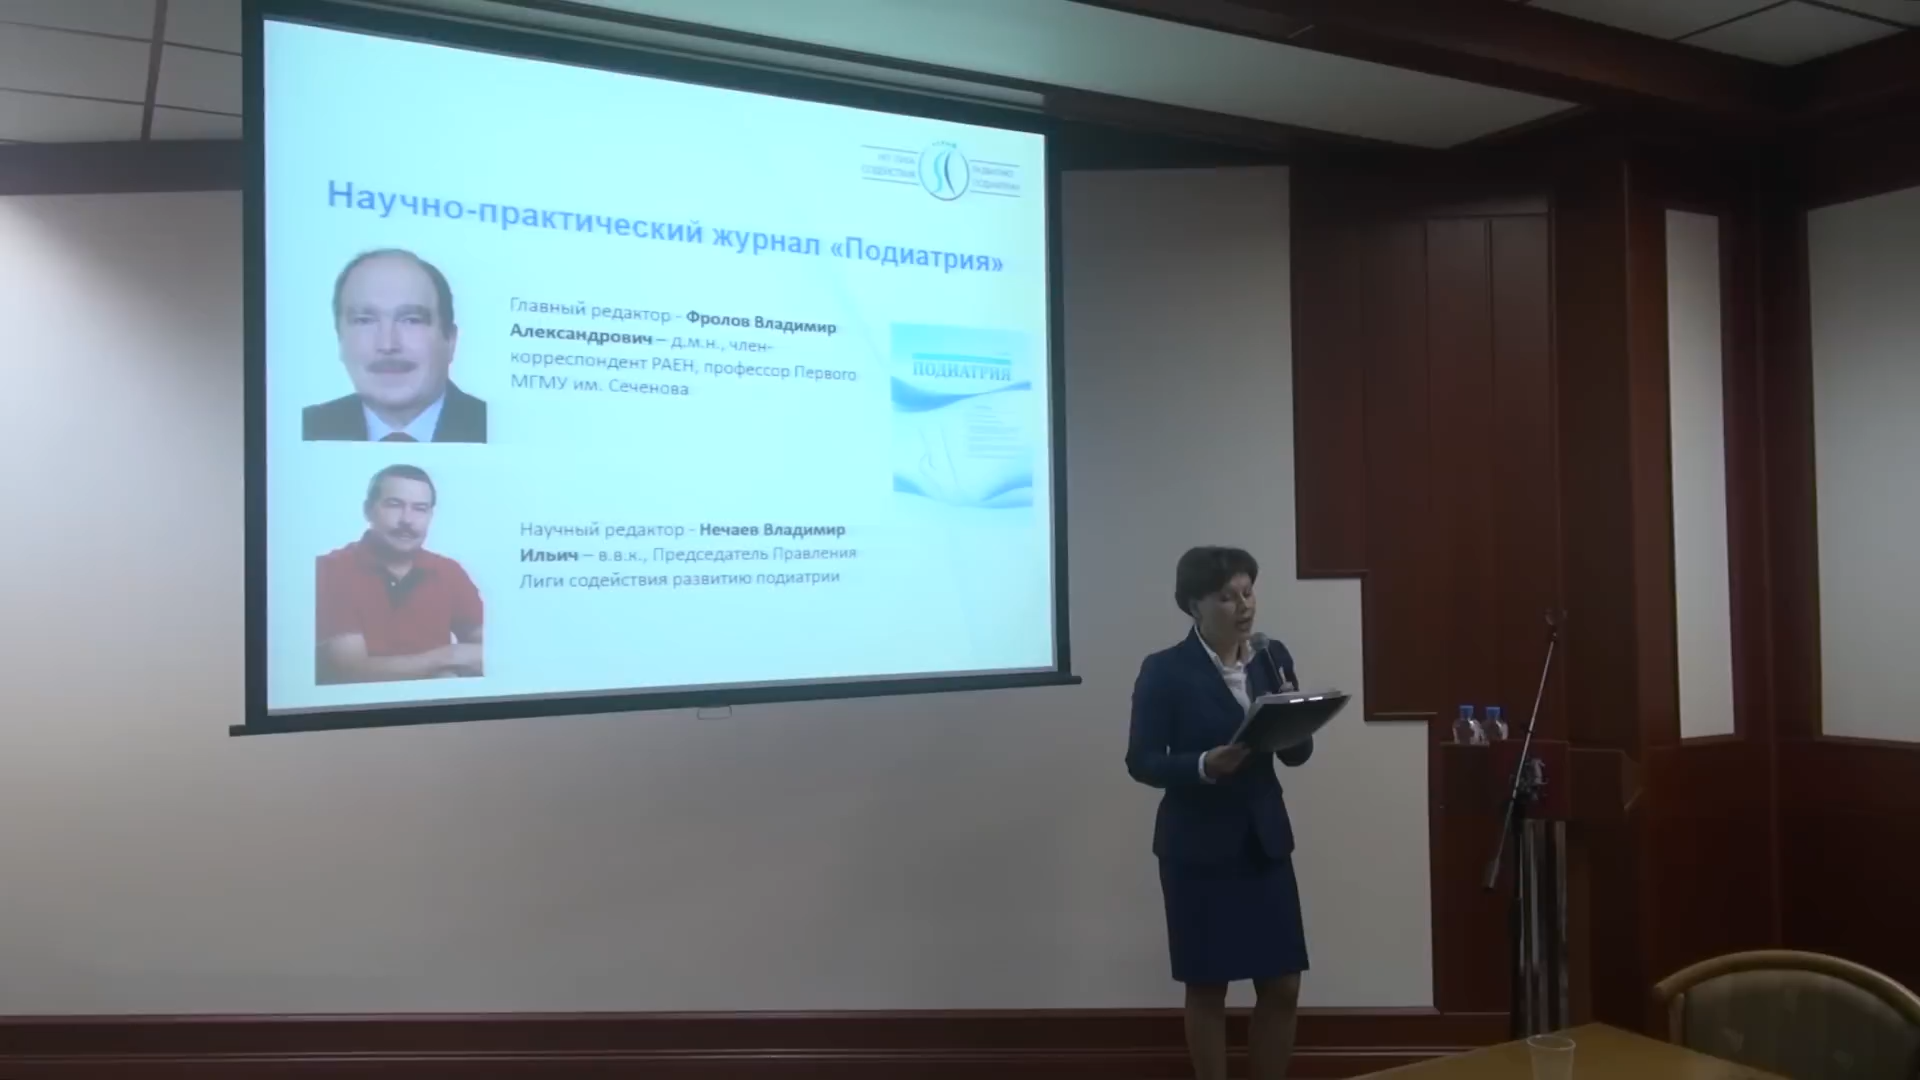 СОДЕЙСТВИЯ
Научно-практический журнал «Подиатрия»
Главный редактор - Фролов Владимир
Александрович – д.м.н., член-
корреспондент РАЕН, профессор Первого
МГМУ им. Сеченова
ПОДИАТРИЯ
Научный редактор - Нечаев Владимир
Ильич – в.в.к., Председатель Правления
Лиги содействия развитию подиатрии